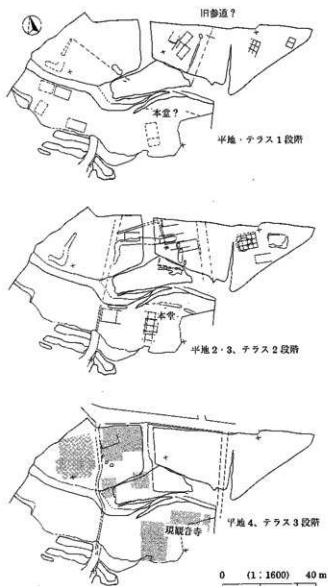 旧参道？
本堂？
平地・テラス1段階
本堂
平地2・3、テラス2段階
平地4、テラス3段階
現観音寺
0 (1:1600) 40m